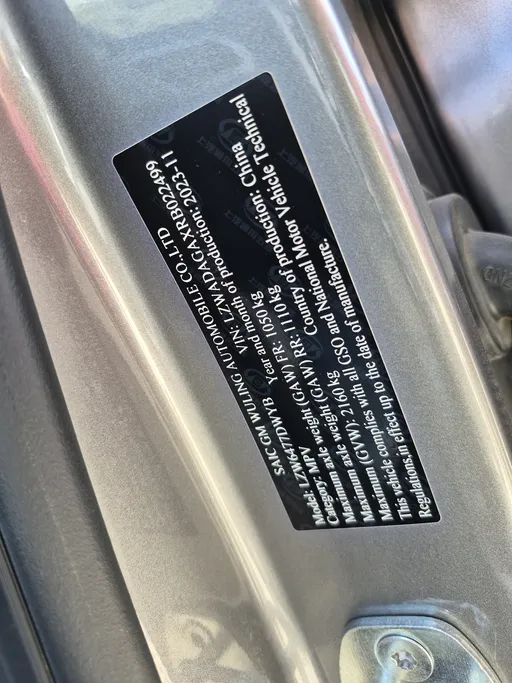 SAIC GM WULING AUTOMOBILE CO.,LTD
Model: LZW6447DWYB VIN: LZWADAGAXRB022499
Category: MPV Year and month of production: 2023-11
Maximum axle weight (GAW) FR: 1050 kg
Maximum axle weight (GAW) RR: 1110 kg
Maximum (GVW): 2160 kg Country of production: China
This vehicle complies with all GSO and National Motor Vehicle Technical
Regulations,in effect up to the date of manufacture.